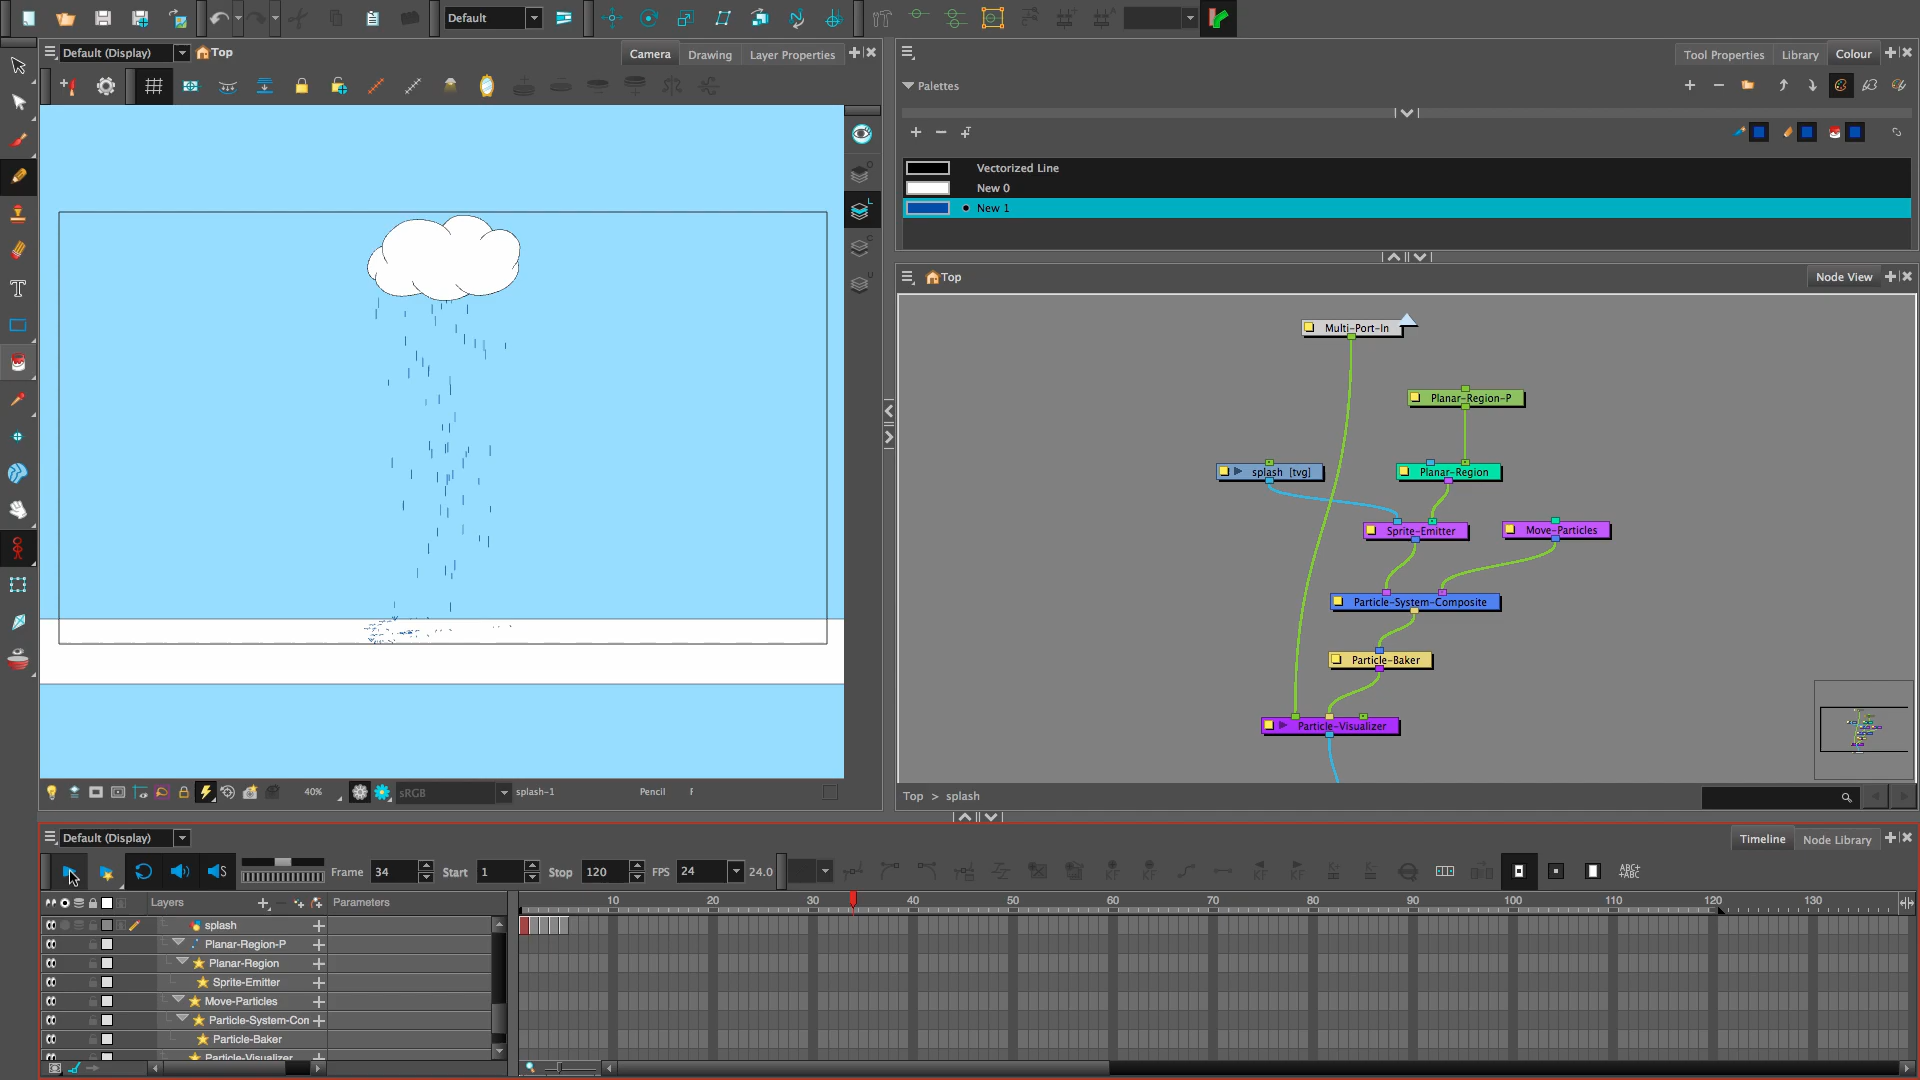 Default
Default (Display)
Top
Camera
Drawing
Layer Properties
Tool Properties
Library
Colour
Palettes
Vectorized Line
New 0
New 1
Top
Node View
Multi-Port-In
Planar-Region-P
splash [tvg]
Planar-Region
Sprite-Emitter
Move-Particles
Particle-System-Composite
Particle-Baker
Particle-Visualizer
40%
sRGB
splash-1
Pencil
F
Top > splash
Default (Display)
Timeline
Node Library
Frame 34
Start 1
Stop 120
FPS 24
24.0
ABC+
+ABC
Layers
Parameters
10 20 30 40 50 60 70 80 90 100 110 120 130
splash
Planar-Region-P
Planar-Region
Sprite-Emitter
Move-Particles
Particle-System-Con
Particle-Baker
Particle-Visualizer